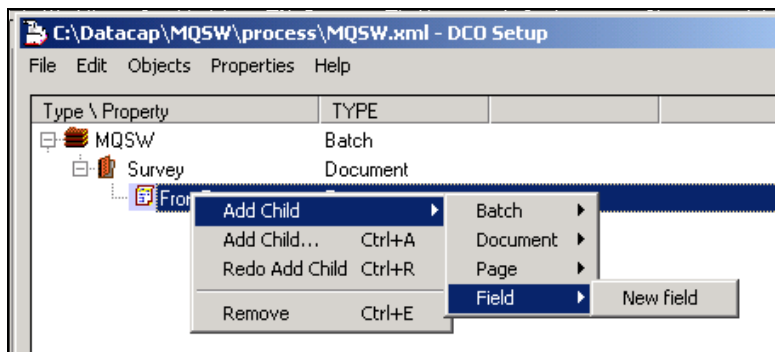 C:\Datacap\MQSW\process\MQSW.xml - DCO Setup
File Edit Objects Properties Help
Type \ Property TYPE
MQSW Batch
Survey Document
Add Child Batch
Add Child... Ctrl+A Document
Redo Add Child Ctrl+R Page
Field New field
Remove Ctrl+E